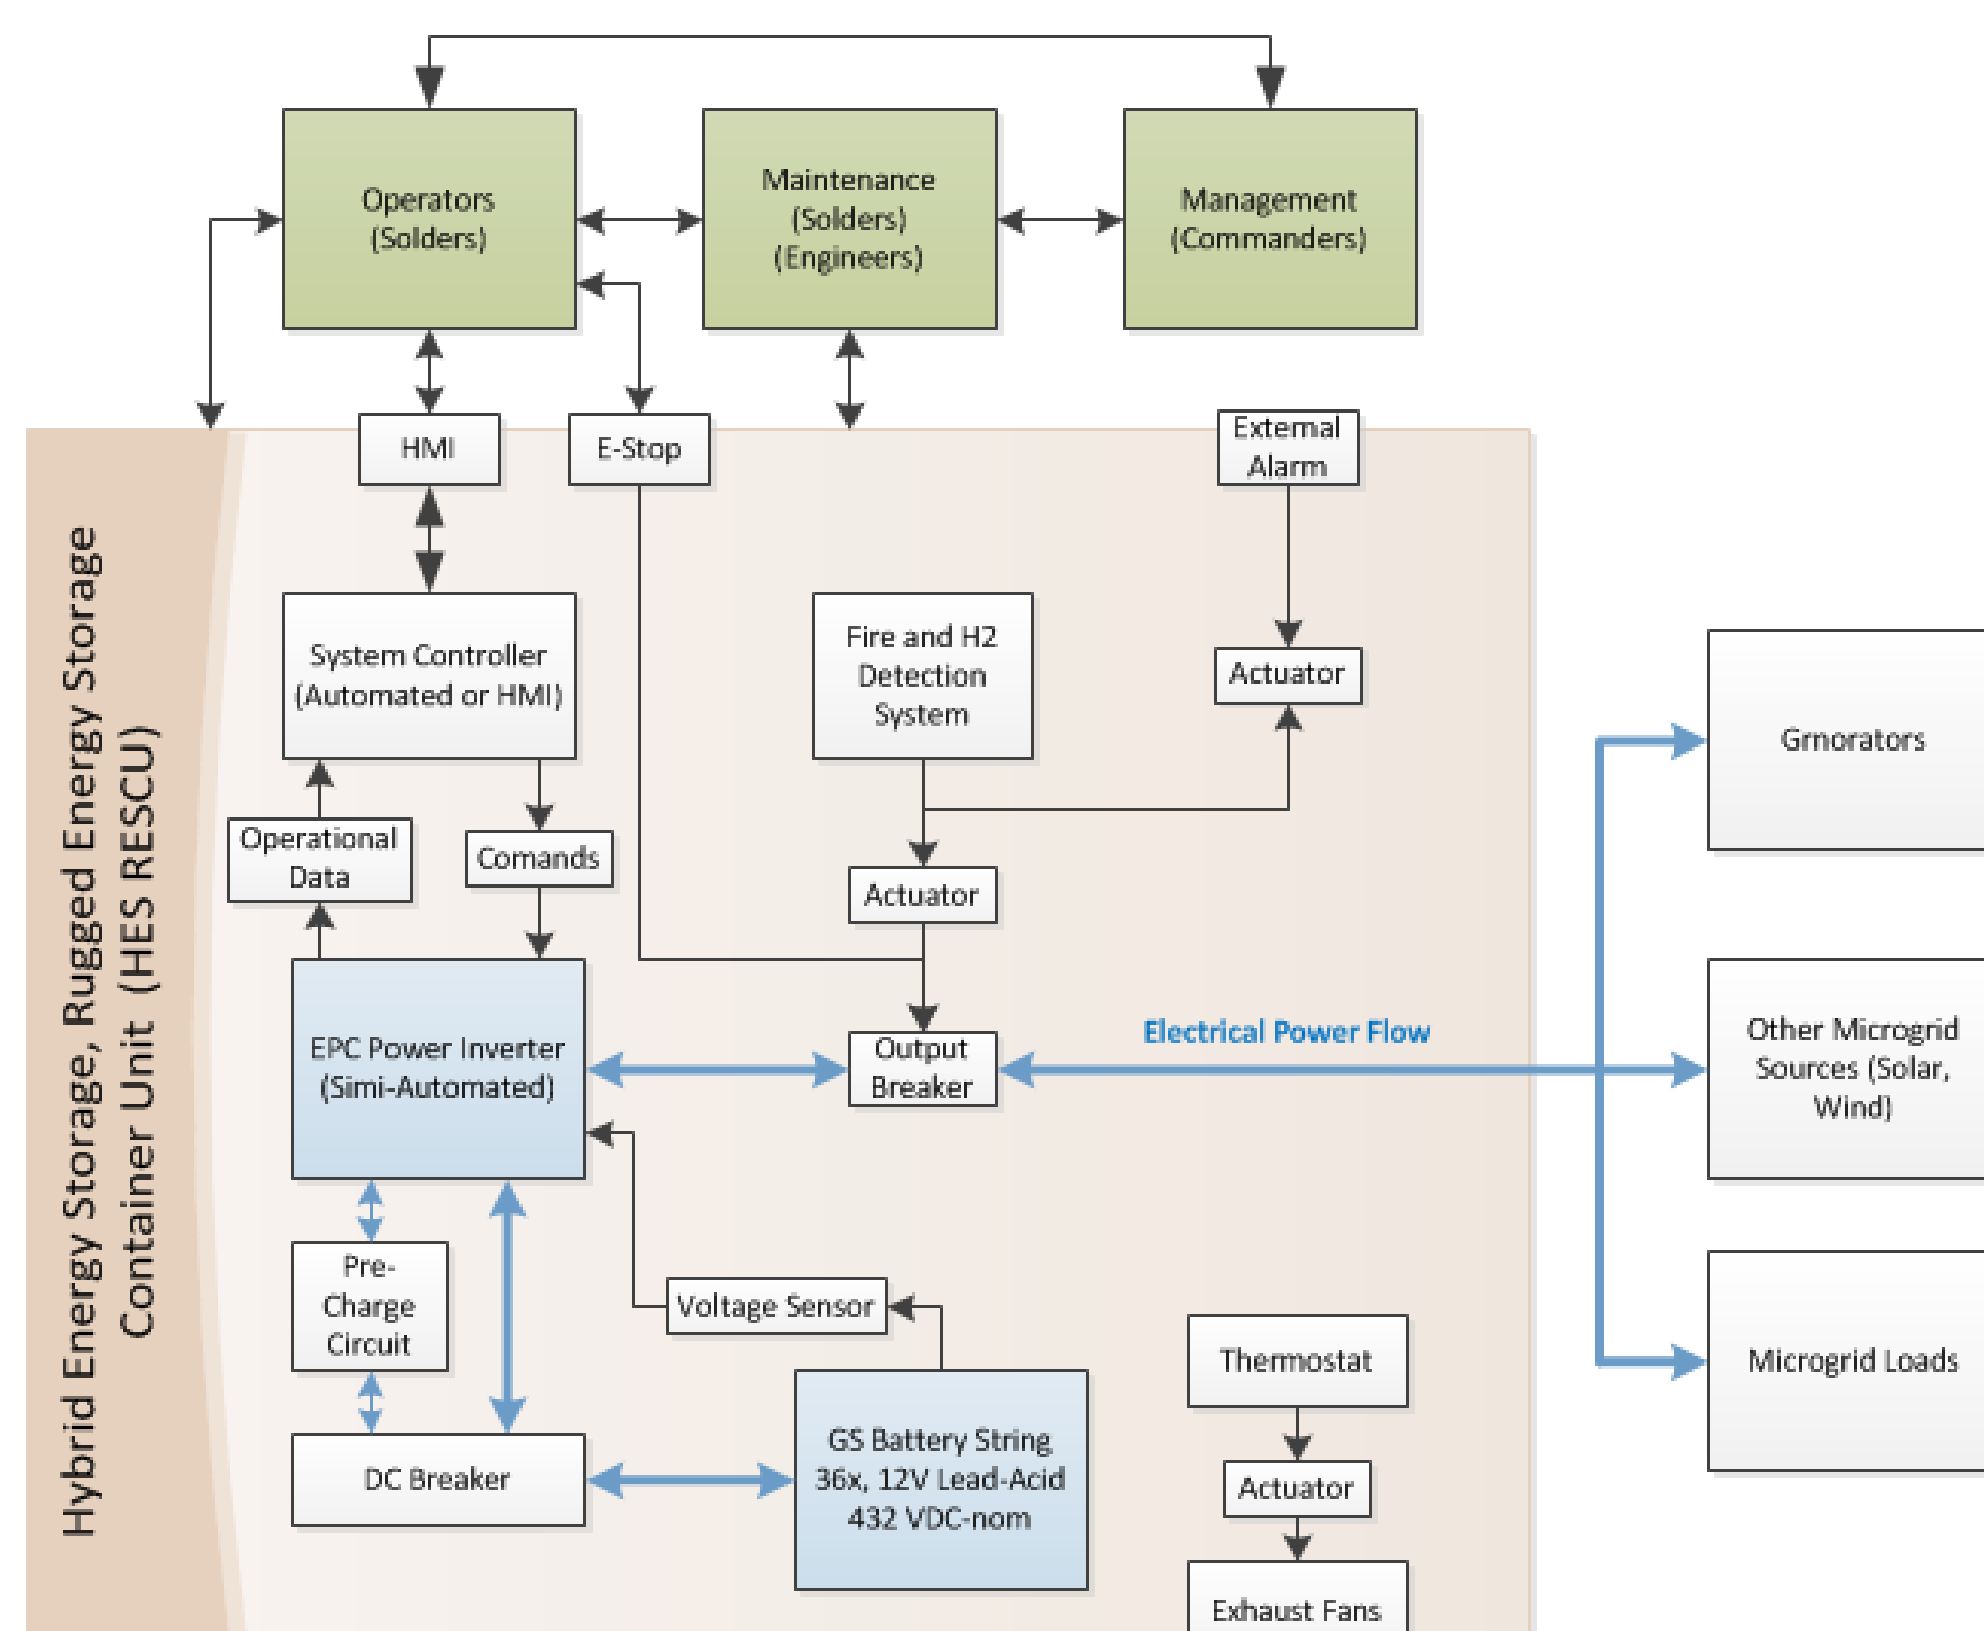 Operators
(Solders)
Maintenance
(Solders)
(Engineers)
Management
(Commanders)
HMI
E-Stop
External
Alarm
Hybrid Energy Storage, Rugged Energy Storage
Container Unit (HES RESCU)
System Controller
(Automated or HMI)
Fire and H2
Detection
System
Actuator
Grnorators
Operational
Data
Comands
Actuator
EPC Power Inverter
(Simi-Automated)
Output
Breaker
Electrical Power Flow
Other Microgrid
Sources (Solar,
Wind)
Pre-
Charge
Circuit
Voltage Sensor
Thermostat
Microgrid Loads
DC Breaker
GS Battery String
36x, 12V Lead-Acid
432 VDC-nom
Actuator
Exhaust Fans